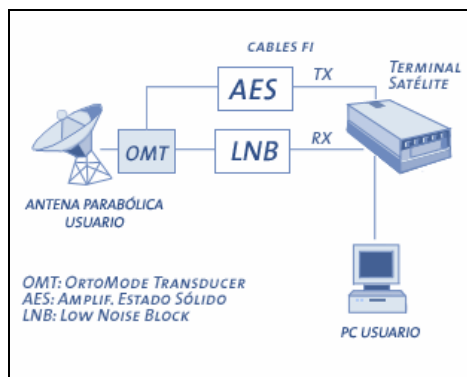 CABLES FI
AES
TX
TERMINAL
SATÉLITE
OMT
LNB
RX
ANTENA PARABÓLICA
USUARIO
OMT: ORTOMODE TRANSDUCER
AES: AMPLIF. ESTADO SÓLIDO
LNB: LOW NOISE BLOCK
PC USUARIO